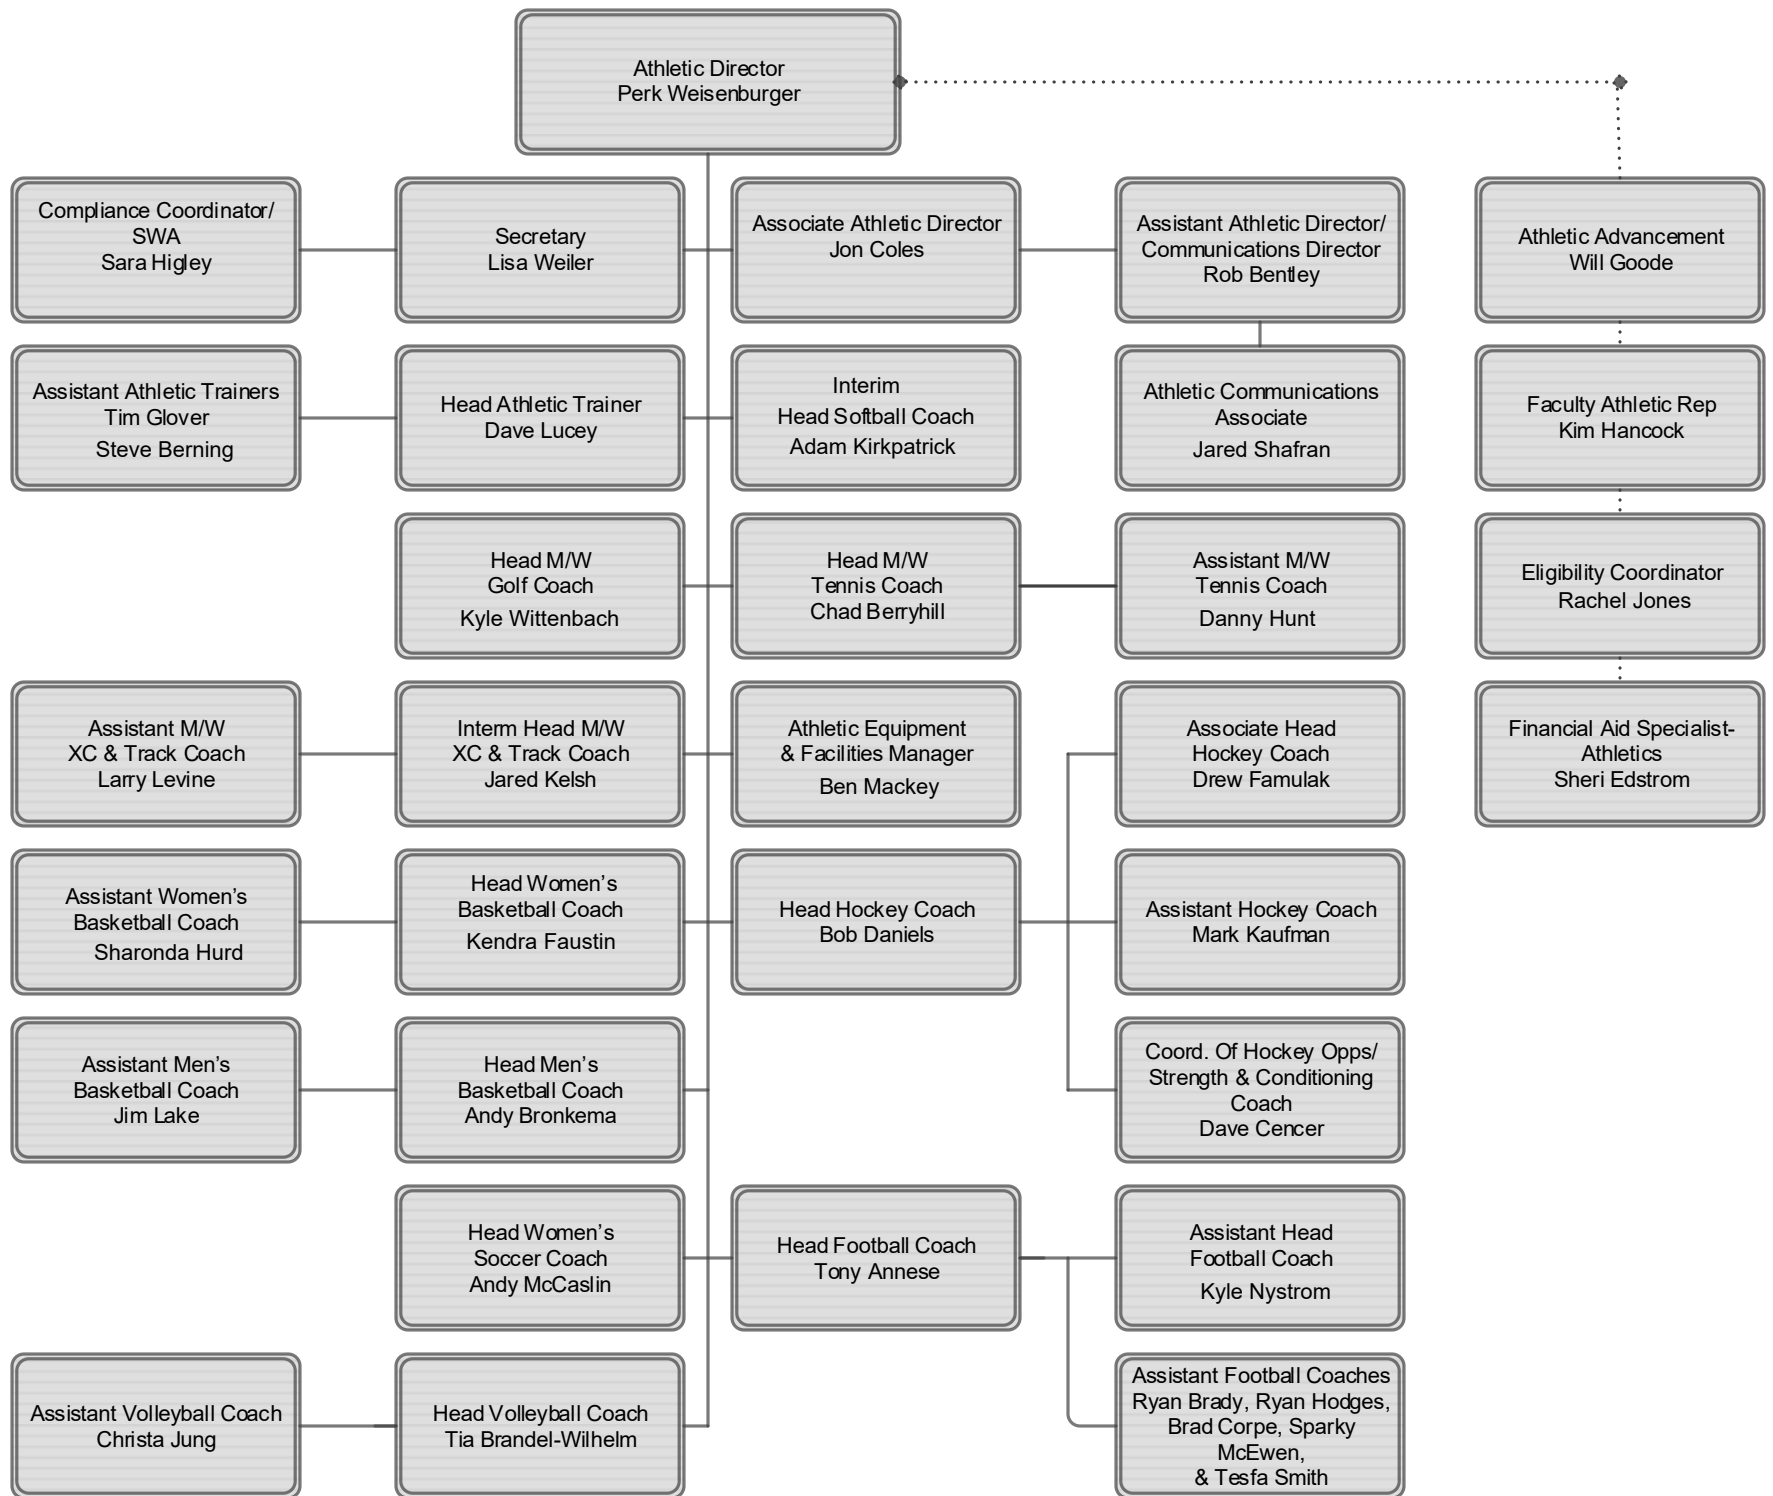 Athletic Director
Perk Weisenburger
Compliance Coordinator/
SWA
Sara Higley
Secretary
Lisa Weiler
Associate Athletic Director
Jon Coles
Assistant Athletic Director/
Communications Director
Rob Bentley
Athletic Advancement
Will Goode
Assistant Athletic Trainers
Tim Glover
Steve Berning
Head Athletic Trainer
Dave Lucey
Interim
Head Softball Coach
Adam Kirkpatrick
Athletic Communications
Associate
Jared Shafran
Faculty Athletic Rep
Kim Hancock
Head M/W
Golf Coach
Kyle Wittenbach
Head M/W
Tennis Coach
Chad Berryhill
Assistant M/W
Tennis Coach
Danny Hunt
Eligibility Coordinator
Rachel Jones
Assistant M/W
XC & Track Coach
Larry Levine
Interm Head M/W
XC & Track Coach
Jared Kelsh
Athletic Equipment
& Facilities Manager
Ben Mackey
Associate Head
Hockey Coach
Drew Famulak
Financial Aid Specialist-
Athletics
Sheri Edstrom
Assistant Women’s
Basketball Coach
Sharonda Hurd
Head Women’s
Basketball Coach
Kendra Faustin
Head Hockey Coach
Bob Daniels
Assistant Hockey Coach
Mark Kaufman
Assistant Men’s
Basketball Coach
Jim Lake
Head Men’s
Basketball Coach
Andy Bronkema
Coord. Of Hockey Opps/
Strength & Conditioning
Coach
Dave Cencer
Head Women’s
Soccer Coach
Andy McCaslin
Head Football Coach
Tony Annese
Assistant Head
Football Coach
Kyle Nystrom
Assistant Volleyball Coach
Christa Jung
Head Volleyball Coach
Tia Brandel-Wilhelm
Assistant Football Coaches
Ryan Brady, Ryan Hodges,
Brad Corpe, Sparky
McEwen,
& Tesfa Smith